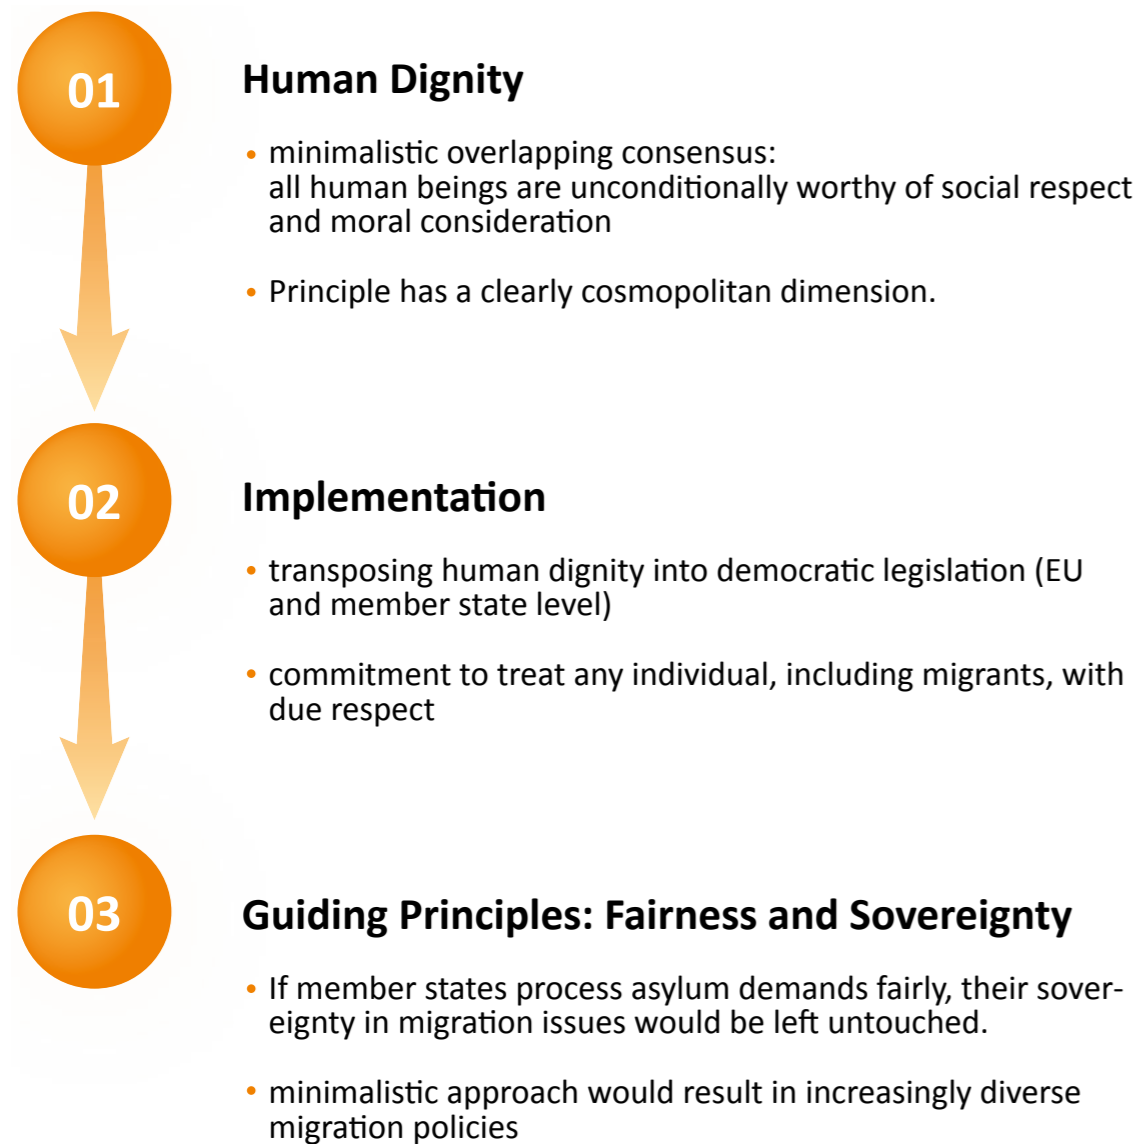 01
Human Dignity
• minimalistic overlapping consensus:
all human beings are unconditionally worthy of social respect
and moral consideration
• Principle has a clearly cosmopolitan dimension.
02
Implementation
• transposing human dignity into democratic legislation (EU
and member state level)
• commitment to treat any individual, including migrants, with
due respect
03
Guiding Principles: Fairness and Sovereignty
• If member states process asylum demands fairly, their sover-
eignty in migration issues would be left untouched.
• minimalistic approach would result in increasingly diverse
migration policies